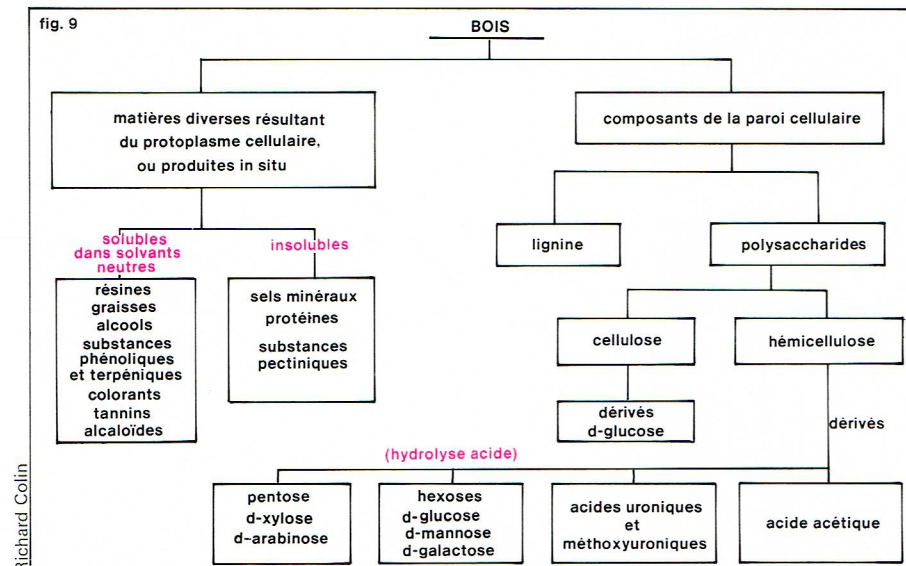 fig. 9
BOIS
matières diverses résultant
du protoplasme cellulaire,
ou produites in situ
composants de la paroi cellulaire
solubles
dans solvants
neutres
insolubles
lignine
polysaccharides
résines
graisses
alcools
substances
phénoliques
et terpéniques
colorants
tannins
alcaloïdes
sels minéraux
protéines
substances
pectiniques
cellulose
hémicellulose
dérivés
d-glucose
dérivés
(hydrolyse acide)
pentose
d-xylose
d-arabinose
hexoses
d-glucose
d-mannose
d-galactose
acides uroniques
et
méthoxyuroniques
acide acétique
Richard Colin